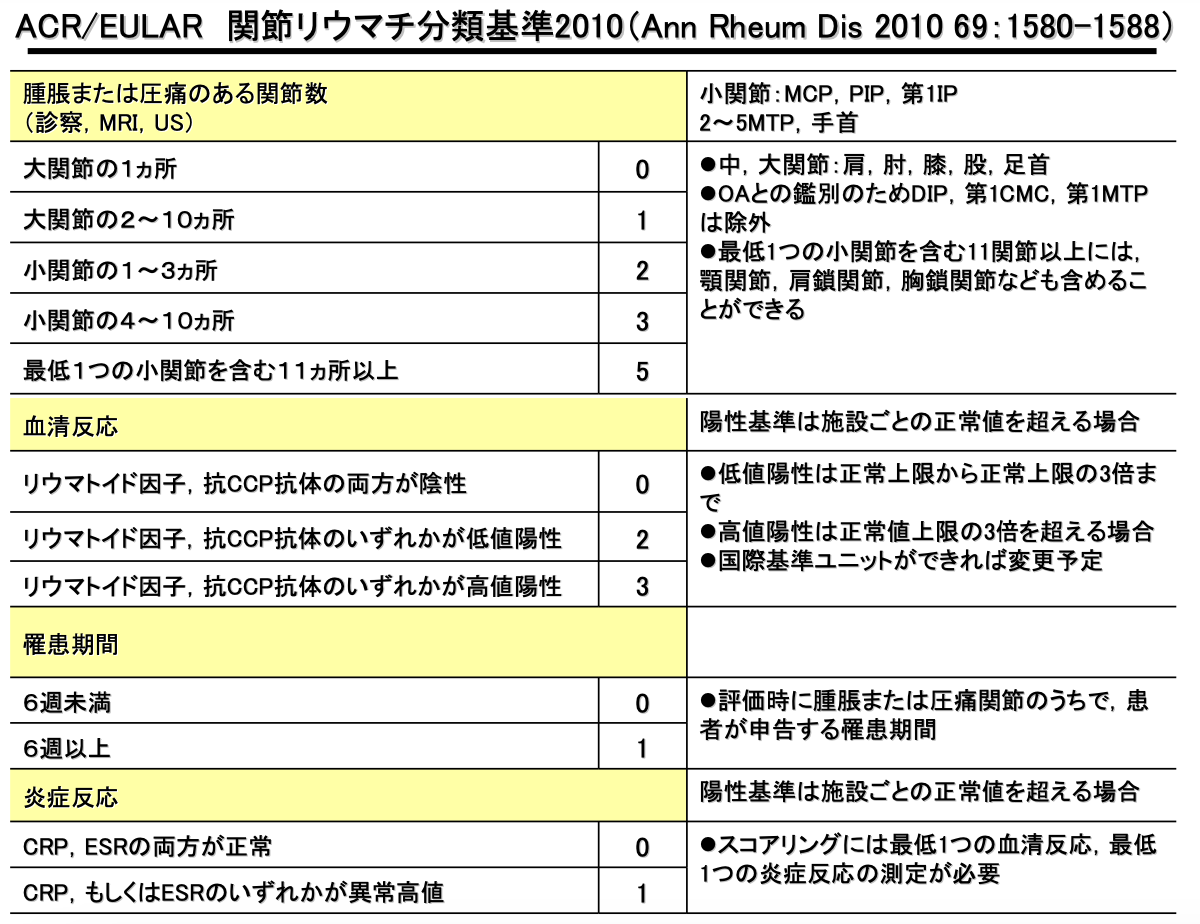 ACR/EULAR 関節リウマチ分類基準2010（Ann Rheum Dis 2010 69：1580-1588）
腫脹または圧痛のある関節数
（診察，MRI，US）
小関節：MCP，PIP，第1IP
2～5MTP，手首
大関節の1ヵ所
0
大関節の2～10ヵ所
1
小関節の1～3ヵ所
2
小関節の4～10ヵ所
3
最低1つの小関節を含む11ヵ所以上
5
●中，大関節：肩，肘，膝，股，足首
●OAとの鑑別のためDIP，第1CMC，第1MTP
は除外
●最低1つの小関節を含む11関節以上には，
顎関節，肩鎖関節，胸鎖関節なども含めるこ
とができる
血清反応
陽性基準は施設ごとの正常値を超える場合
リウマトイド因子，抗CCP抗体の両方が陰性
0
リウマトイド因子，抗CCP抗体のいずれかが低値陽性
2
リウマトイド因子，抗CCP抗体のいずれかが高値陽性
3
●低値陽性は正常上限から正常上限の3倍ま
で
●高値陽性は正常値上限の3倍を超える場合
●国際基準ユニットができれば変更予定
罹患期間
6週未満
0
6週以上
1
●評価時に腫脹または圧痛関節のうちで，患
者が申告する罹患期間
炎症反応
陽性基準は施設ごとの正常値を超える場合
CRP，ESRの両方が正常
0
CRP，もしくはESRのいずれかが異常高値
1
●スコアリングには最低1つの血清反応，最低
1つの炎症反応の測定が必要